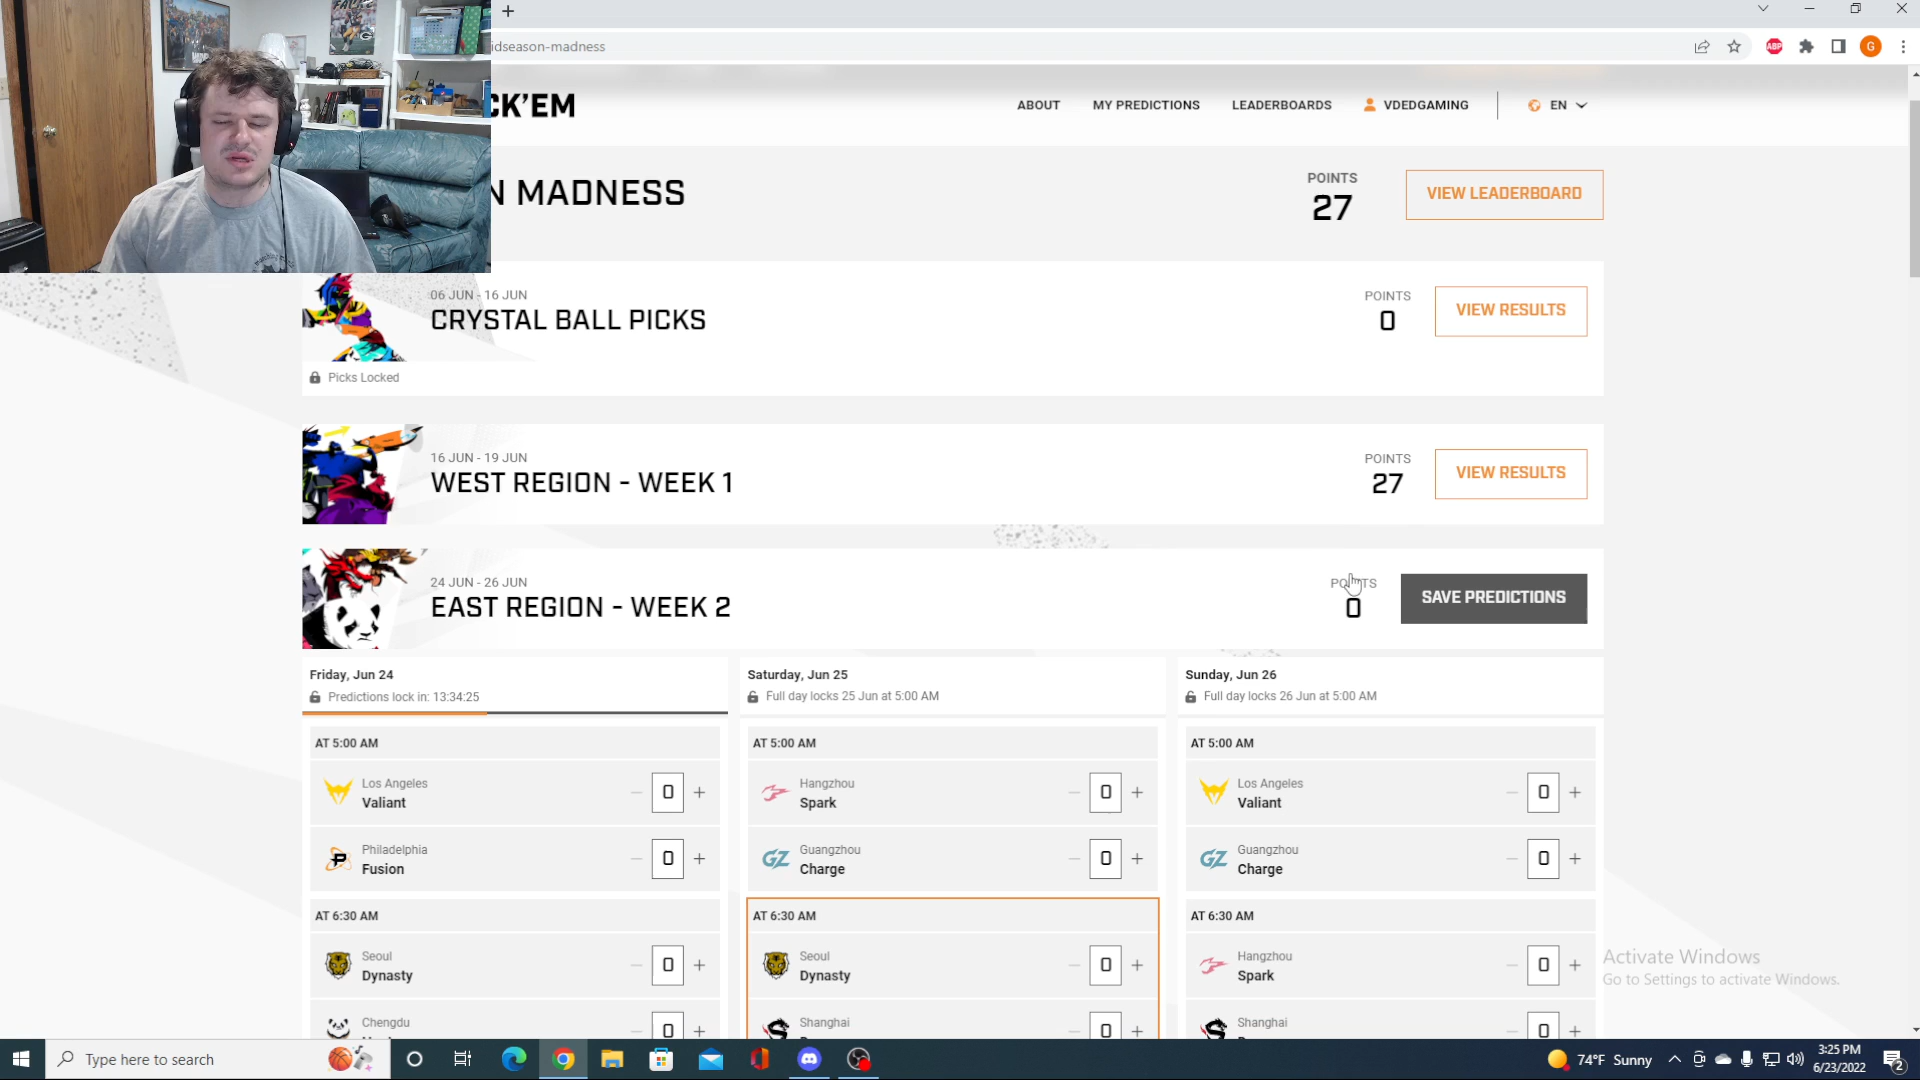 idseason-madness
ABP
G
CK'EM
ABOUT
MY PREDICTIONS
LEADERBOARDS
VDEDGAMING
EN
N MADNESS
POINTS
27
VIEW LEADERBOARD
06 JUN - 16 JUN
CRYSTAL BALL PICKS
POINTS
0
VIEW RESULTS
Picks Locked
16 JUN - 19 JUN
WEST REGION - WEEK 1
POINTS
27
VIEW RESULTS
24 JUN - 26 JUN
EAST REGION - WEEK 2
POINTS
0
SAVE PREDICTIONS
Friday, Jun 24
Predictions lock in: 13:34:25
AT 5:00 AM
Los Angeles
Valiant
0
Philadelphia
Fusion
0
AT 6:30 AM
Seoul
Dynasty
0
Chengdu
0
Saturday, Jun 25
Full day locks 25 Jun at 5:00 AM
AT 5:00 AM
Hangzhou
Spark
0
Guangzhou
Charge
0
AT 6:30 AM
Seoul
Dynasty
0
Shanghai
0
Sunday, Jun 26
Full day locks 26 Jun at 5:00 AM
AT 5:00 AM
Los Angeles
Valiant
0
Guangzhou
Charge
0
AT 6:30 AM
Hangzhou
Spark
0
Shanghai
0
Activate Windows
Go to Settings to activate Windows.
Type here to search
74°F Sunny
3:25 PM
6/23/2022
2